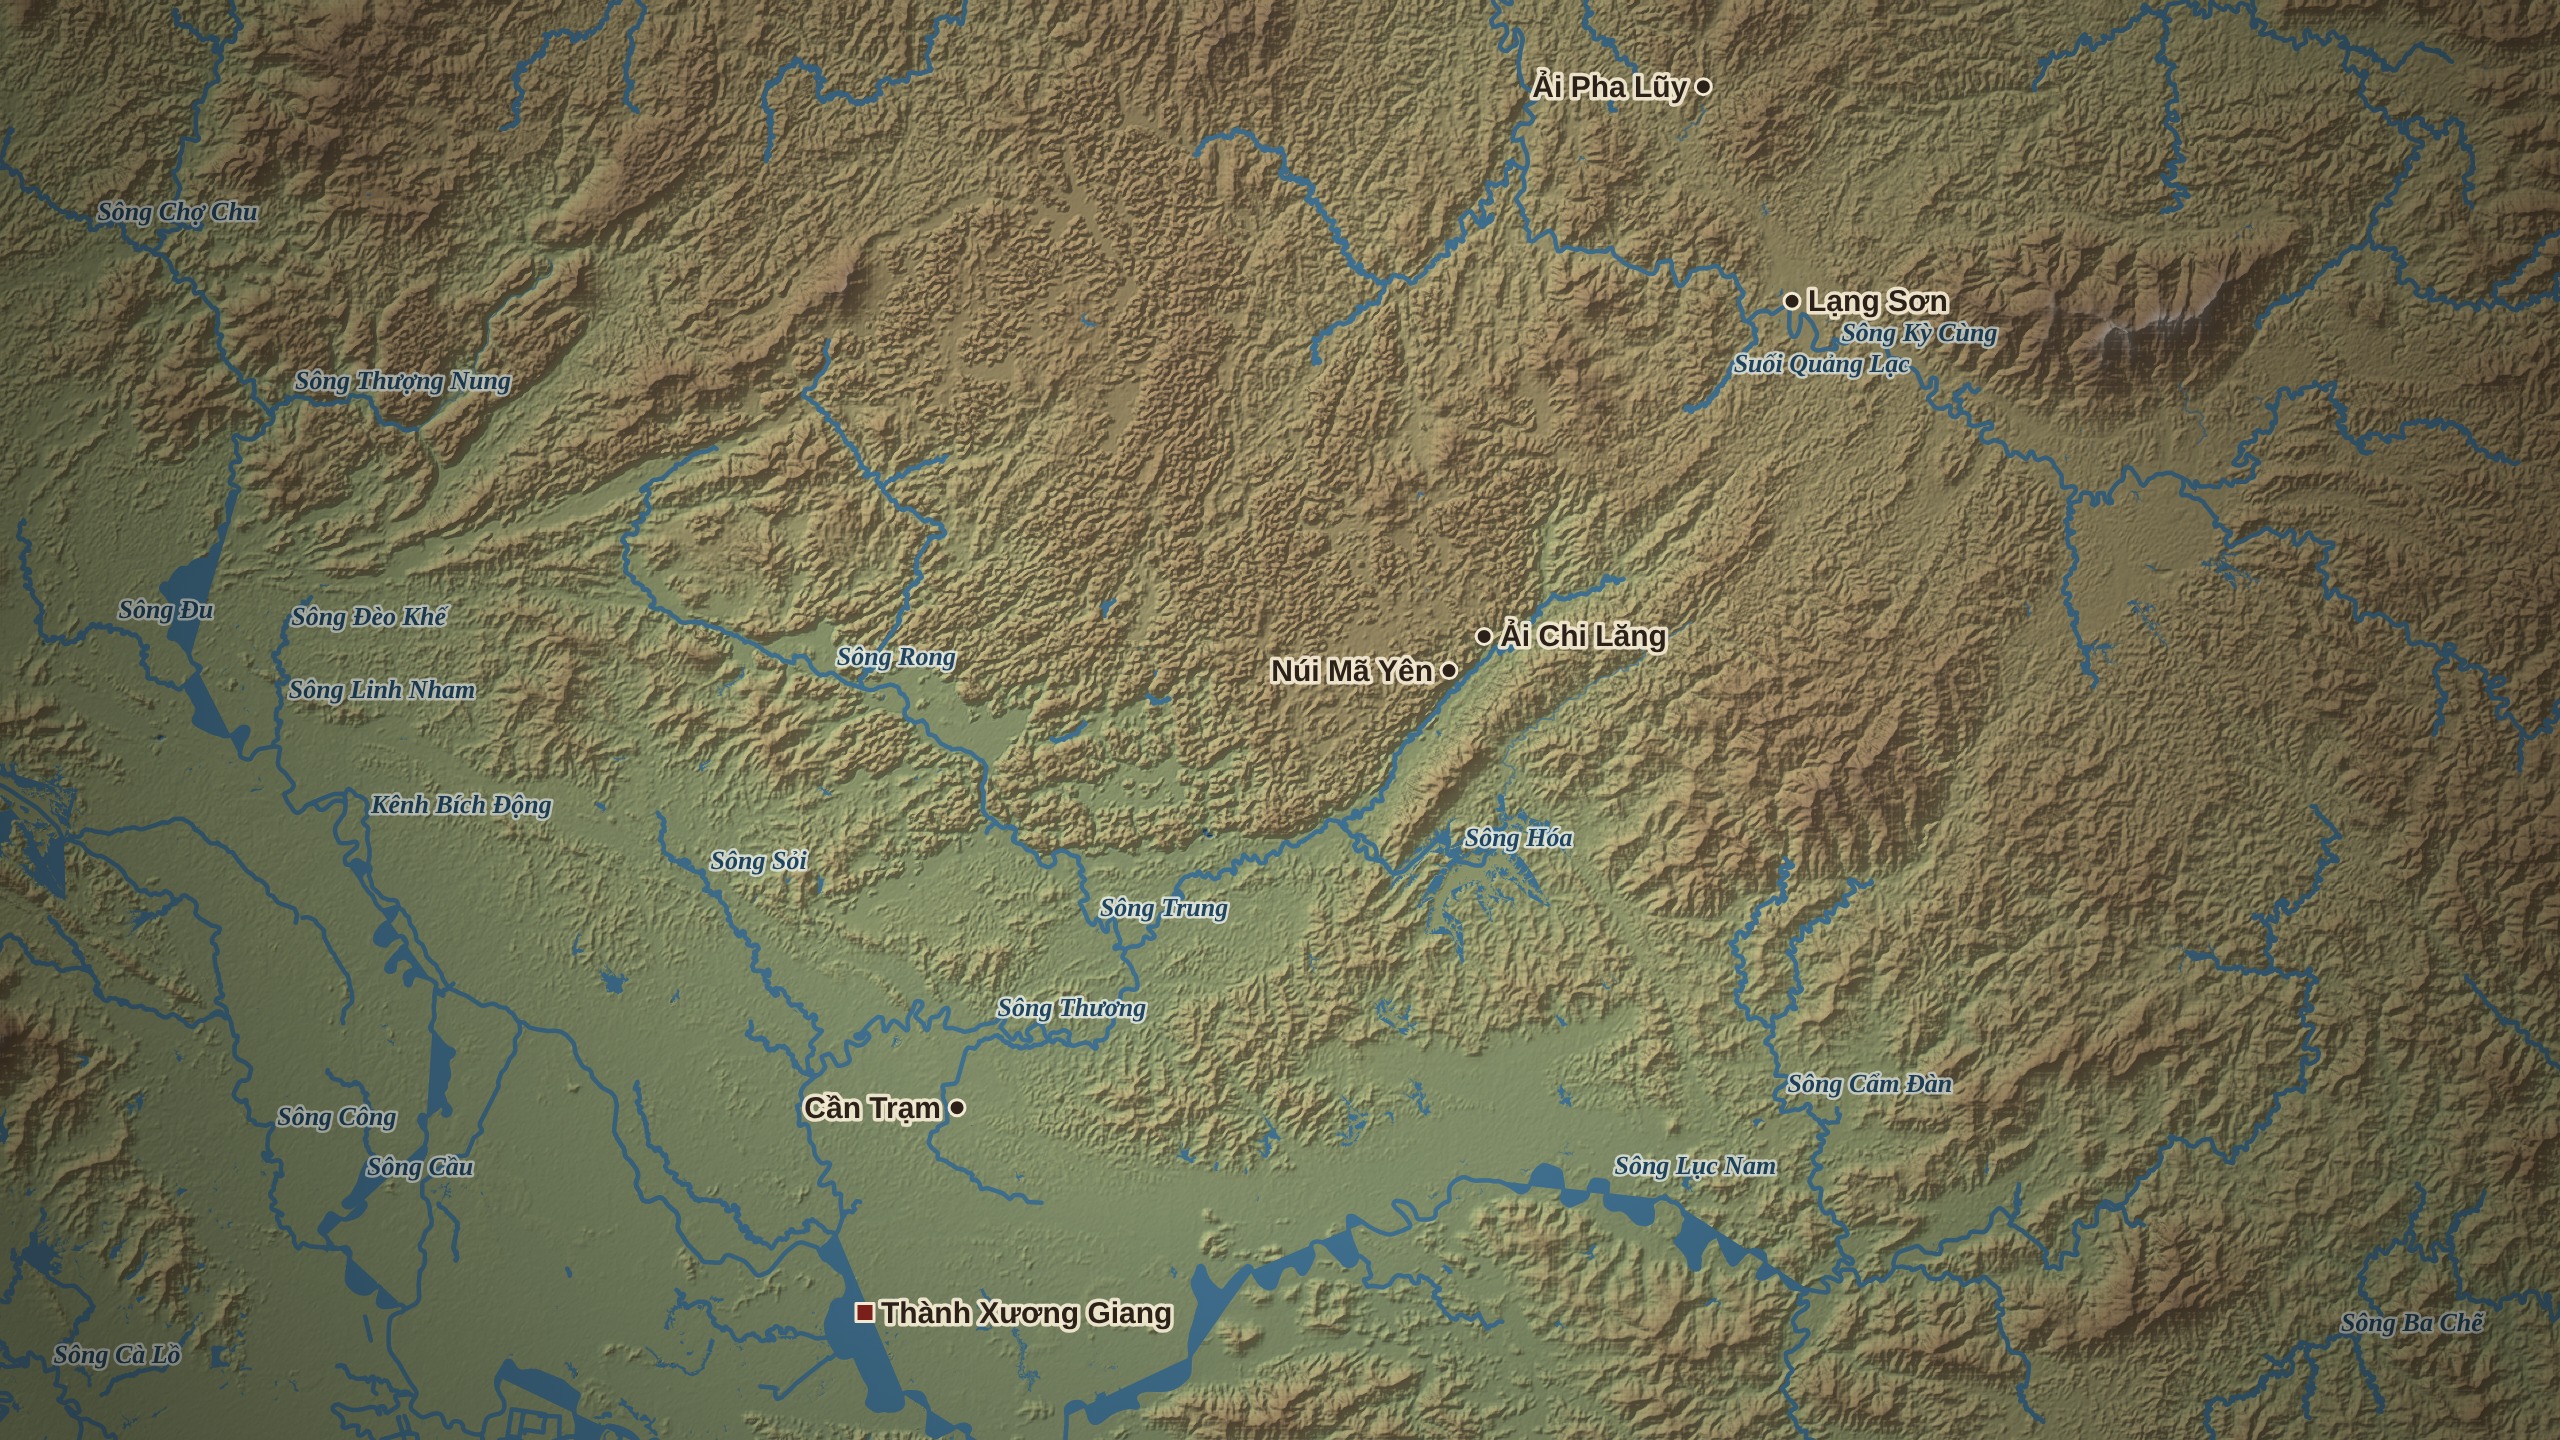 Ải Pha Lũy
Sông Chợ Chu
Lạng Sơn
Sông Kỳ Cùng
Suối Quảng Lạc
Sông Thượng Nung
Sông Đu
Sông Đèo Khế
Ải Chi Lăng
Sông Rong
Núi Mã Yên
Sông Linh Nham
Kênh Bích Động
Sông Hóa
Sông Sỏi
Sông Trung
Sông Thương
Sông Cẩm Đàn
Cần Trạm
Sông Công
Sông Cầu
Sông Lục Nam
Thành Xương Giang
Sông Ba Chẽ
Sông Cà Lồ